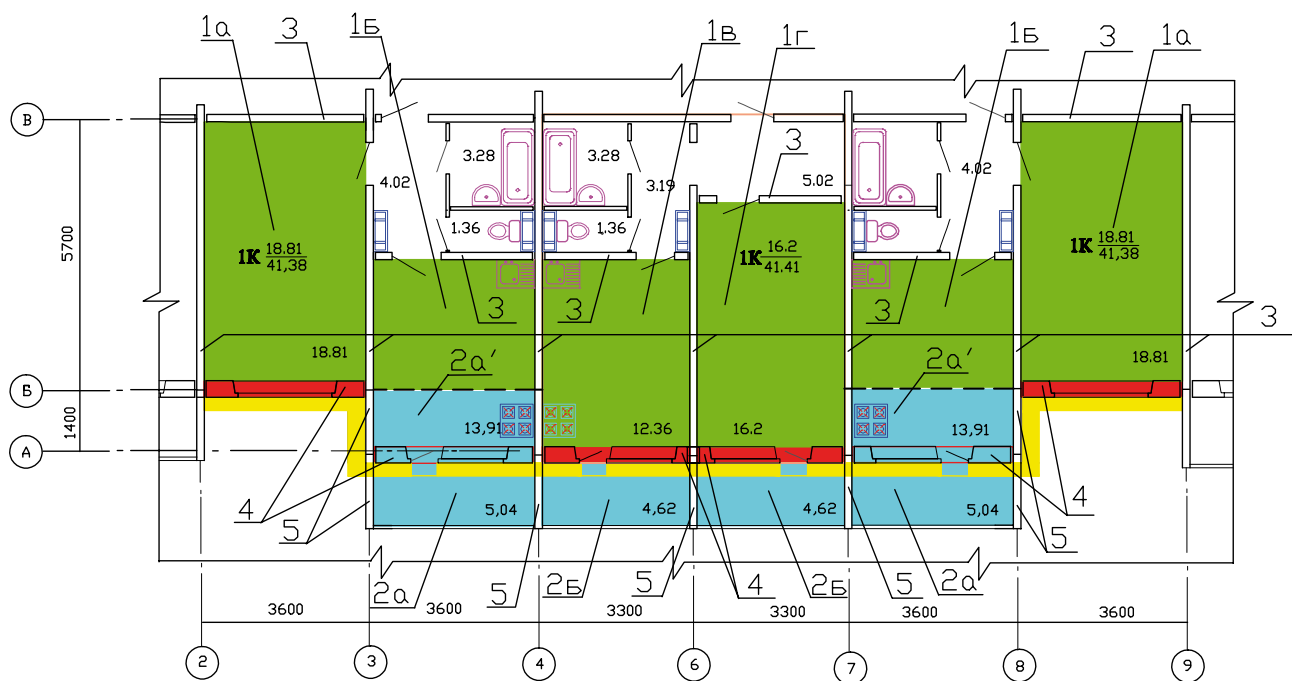 1а 3 1Б 1в 1г 1Б 3 1а
В
3.28 3.28 3
4.02 3.19 5.02 4.02
1.36 1,36
5700
1К 18.81 41,38
1К 16.2 41.41
1К 18.81 41,38
3 3 3 3
18.81 2а′ 2а′ 18.81
Б
1400
13,91 12.36 16.2 13,91
А
4 5 5,04 4,62 4,62 5,04 4 5
2а 5 2Б 5 4 2Б 5 2а
3600 3600 3300 3300 3600 3600
2 3 4 6 7 8 9